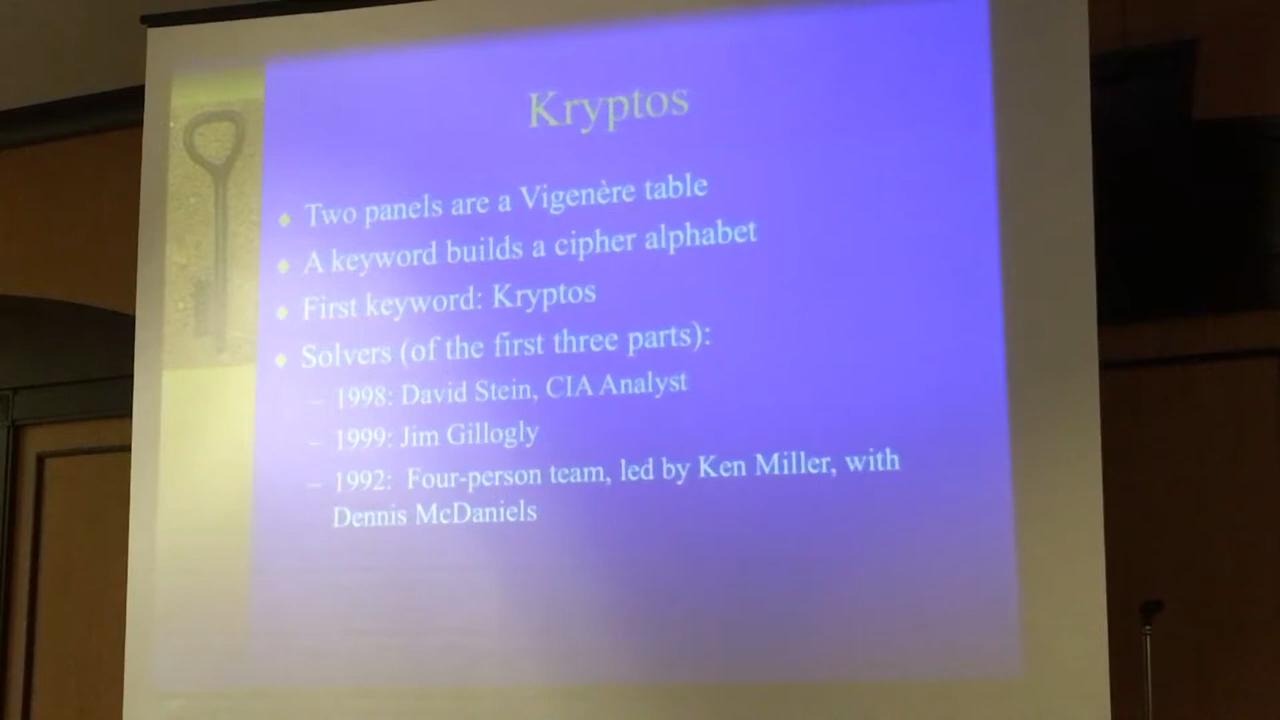 Kryptos
Two panels are a Vigenère table
A keyword builds a cipher alphabet
First keyword: Kryptos
Solvers (of the first three parts):
– 1998: David Stein, CIA Analyst
– 1999: Jim Gillogly
– 1992: Four-person team, led by Ken Miller, with
Dennis McDaniels